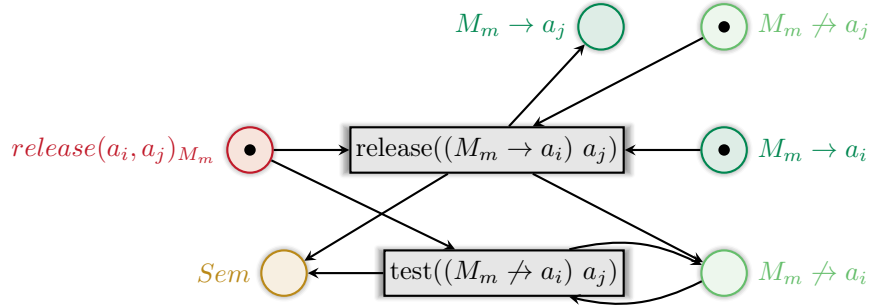 M_m → a_j
M_m ↛ a_j
release(a_i, a_j)_{M_m}
release((M_m → a_i) a_j)
M_m → a_i
Sem
test((M_m ↛ a_i) a_j)
M_m ↛ a_i